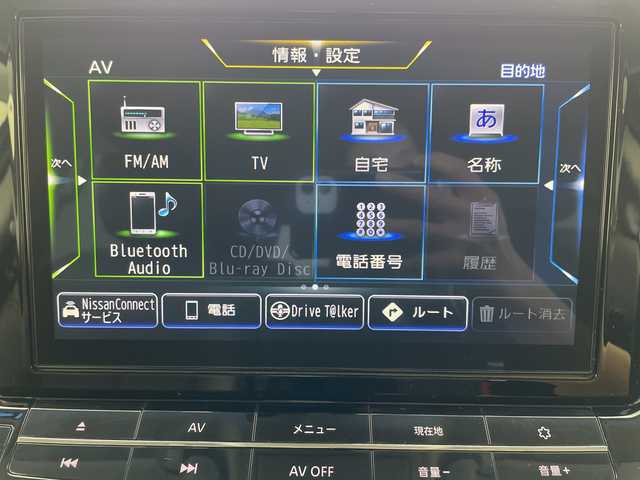 情報・設定
AV
目的地
次へ
FM/AM
TV
自宅
あ
名称
次へ
Bluetooth
Audio
CD/DVD/
Blu-ray Disc
電話番号
履歴
NissanConnect
サービス
電話
Drive T@lker
ルート
ルート消去
AV
メニュー
現在地
AV OFF
音量−
音量+